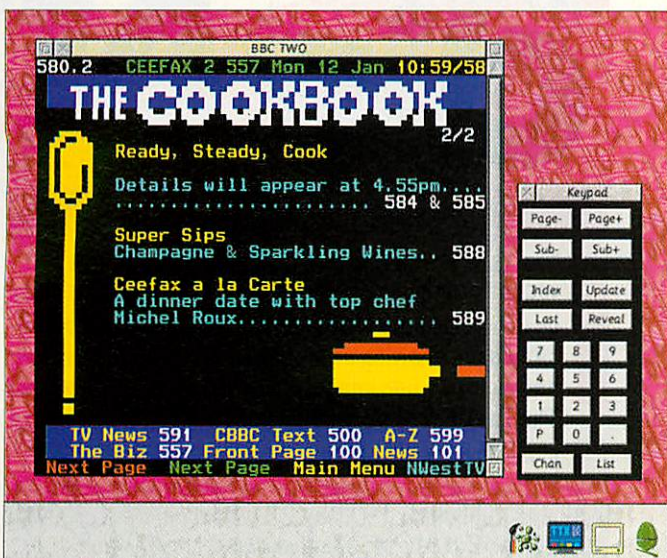 BBC TWO
580.2 CEEFAX 2 557 Mon 12 Jan 10:59/58
THE COOKBOOK
2/2
Ready, Steady, Cook
Details will appear at 4.55pm....
...................... 584 & 585
Super Sips
Champagne & Sparkling Wines.. 588
Ceefax a la Carte
A dinner date with top chef
Michel Roux.................. 589
TV News 591 CBBC Text 500 A-Z 599
The Biz 557 Front Page 100 News 101
Next Page Next Page Main Menu NWestTV
Keypad
Page- Page+
Sub- Sub+
Index Update
Last Reveal
7 8 9
4 5 6
1 2 3
P 0 .
Chan List
TTX